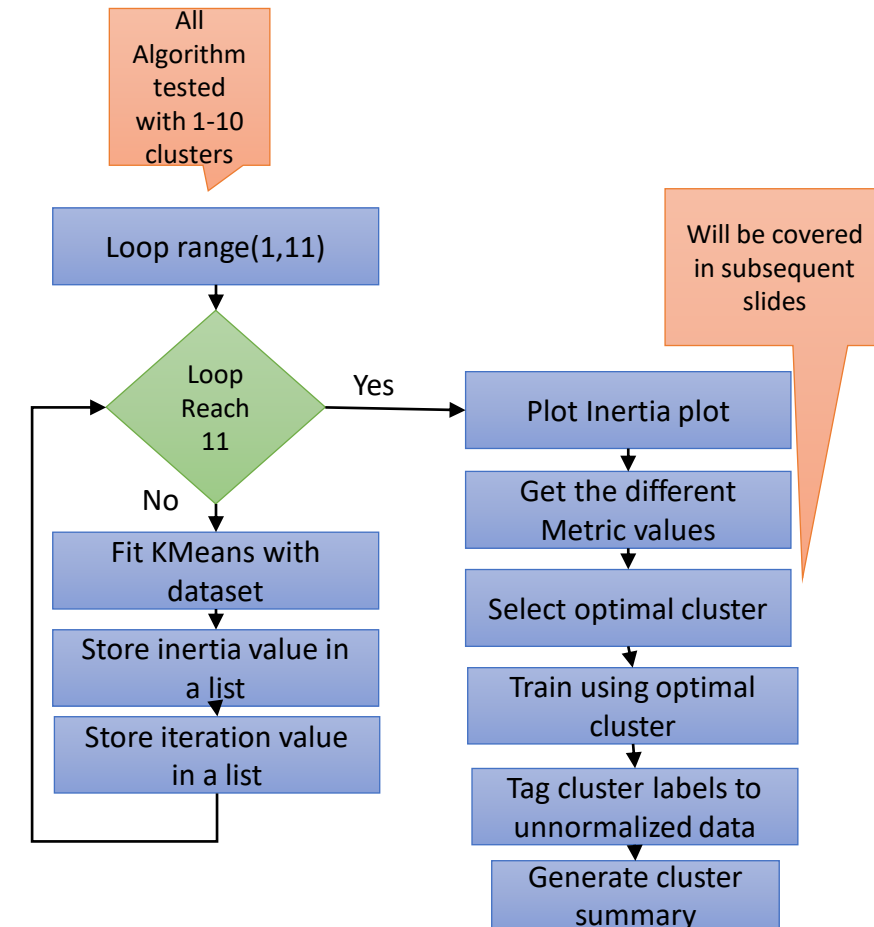 All
Algorithm
tested
with 1-10
clusters
Loop range(1,11)
Loop
Reach
11
Yes
No
Fit KMeans with
dataset
Store inertia value in
a list
Store iteration value
in a list
Will be covered
in subsequent
slides
Plot Inertia plot
Get the different
Metric values
Select optimal cluster
Train using optimal
cluster
Tag cluster labels to
unnormalized data
Generate cluster
summary